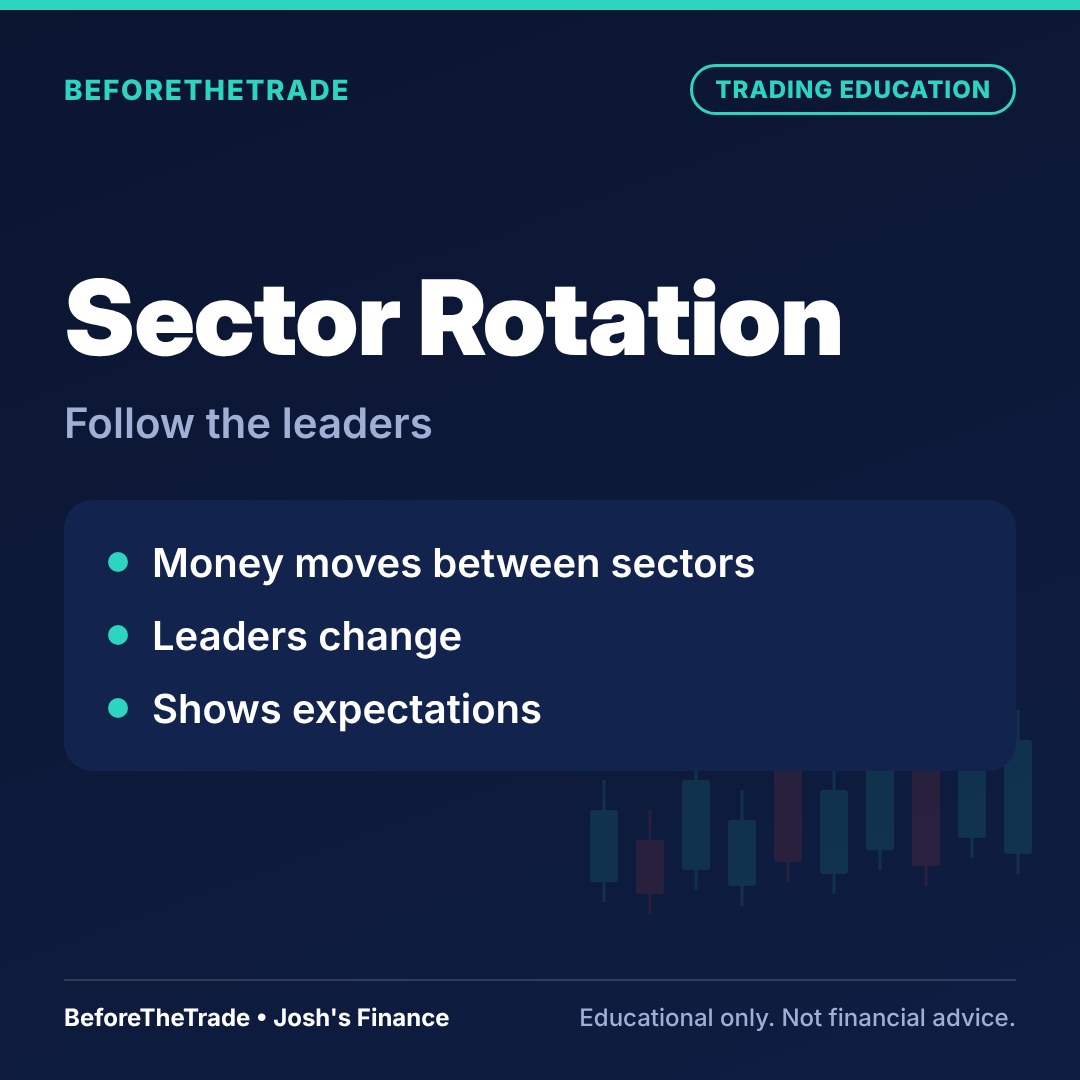 BEFORETHETRADE
TRADING EDUCATION
Sector Rotation
Follow the leaders
Money moves between sectors
Leaders change
Shows expectations
BeforeTheTrade • Josh's Finance
Educational only. Not financial advice.